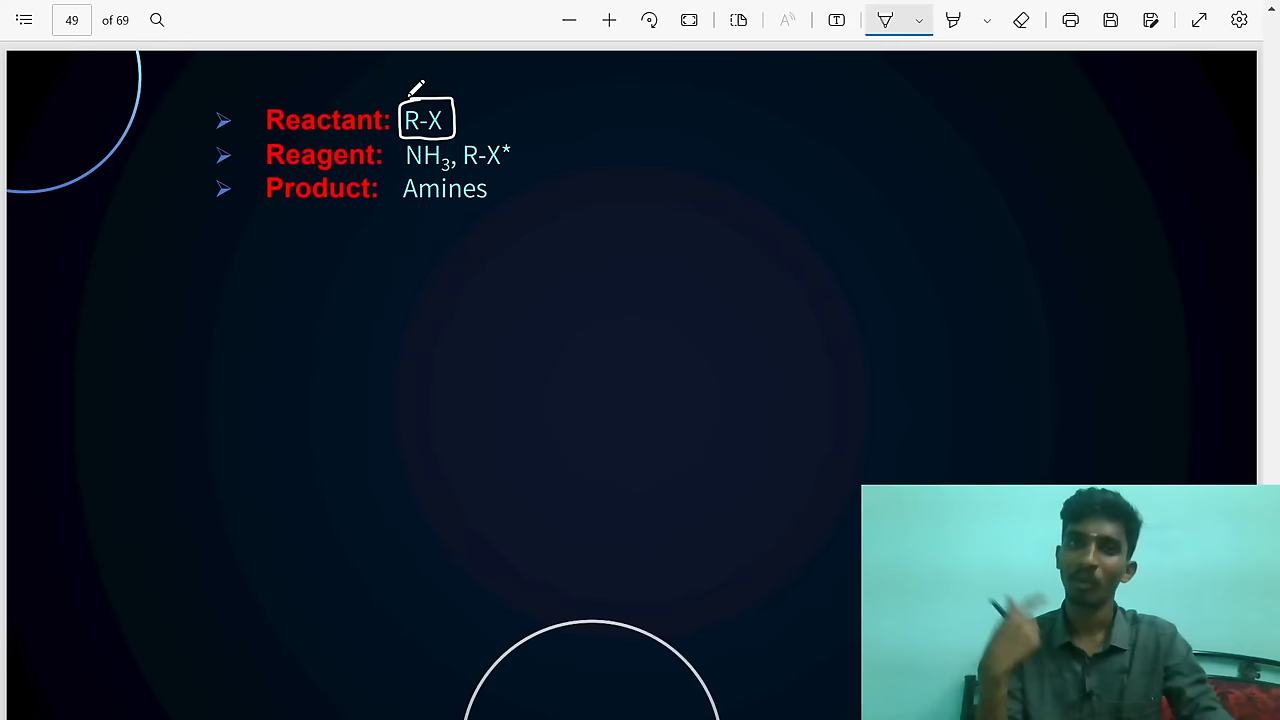 49 of 69
Reactant: R-X
Reagent: NH₃, R-X*
Product: Amines